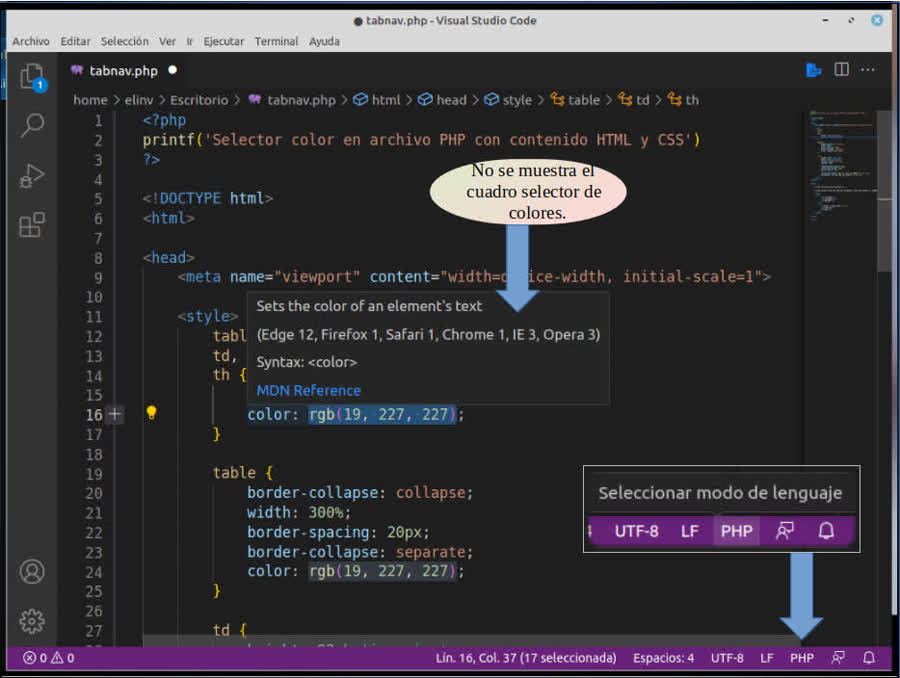 tabnav.php - Visual Studio Code
Archivo Editar Selección Ver Ir Ejecutar Terminal Ayuda
1
tabnav.php
home > elinv > Escritorio > tabnav.php > html > head > style > table > td > th
1 <?php
2 printf('Selector color en archivo PHP con contenido HTML y CSS')
3 ?>
4
5 <!DOCTYPE html>
6 <html>
7
8 <head>
9 <meta name="viewport" content="width= ice-width, initial-scale=1">
10
11 <style>
12 tabl
13 td,
14 th {
15
16 color: rgb(19, 227, 227);
17 }
18
19 table {
20 border-collapse: collapse;
21 width: 300%;
22 border-spacing: 20px;
23 border-collapse: separate;
24 color: rgb(19, 227, 227);
25 }
26
27 td {
No se muestra el
cuadro selector de
colores.
Sets the color of an element's text
(Edge 12, Firefox 1, Safari 1, Chrome 1, IE 3, Opera 3)
Syntax: <color>
MDN Reference
Seleccionar modo de lenguaje
UTF-8 LF PHP
0 0 Lín. 16, Col. 37 (17 seleccionada) Espacios: 4 UTF-8 LF PHP